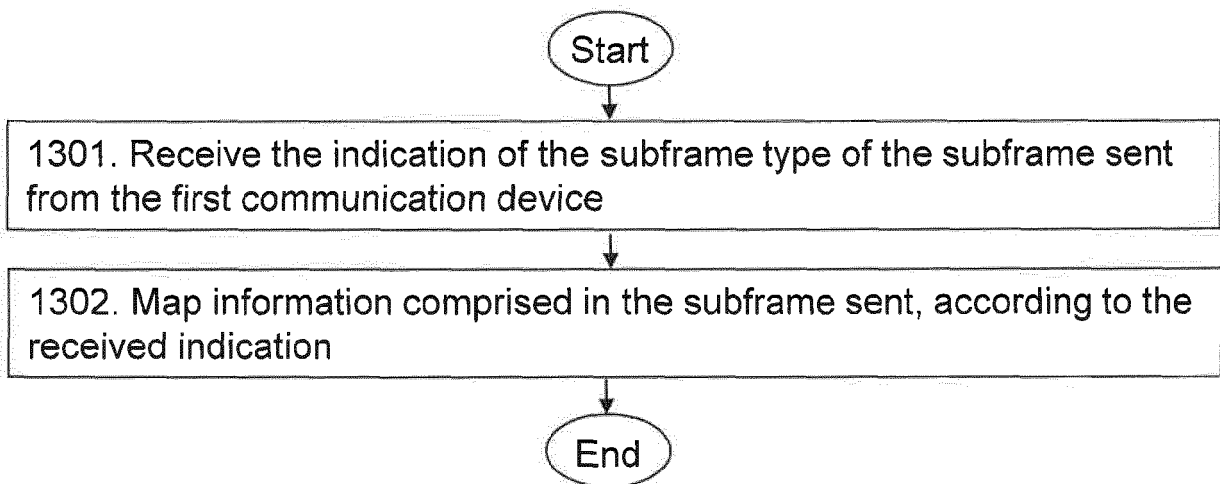 Start
1301. Receive the indication of the subframe type of the subframe sent
from the first communication device
1302. Map information comprised in the subframe sent, according to the
received indication
End